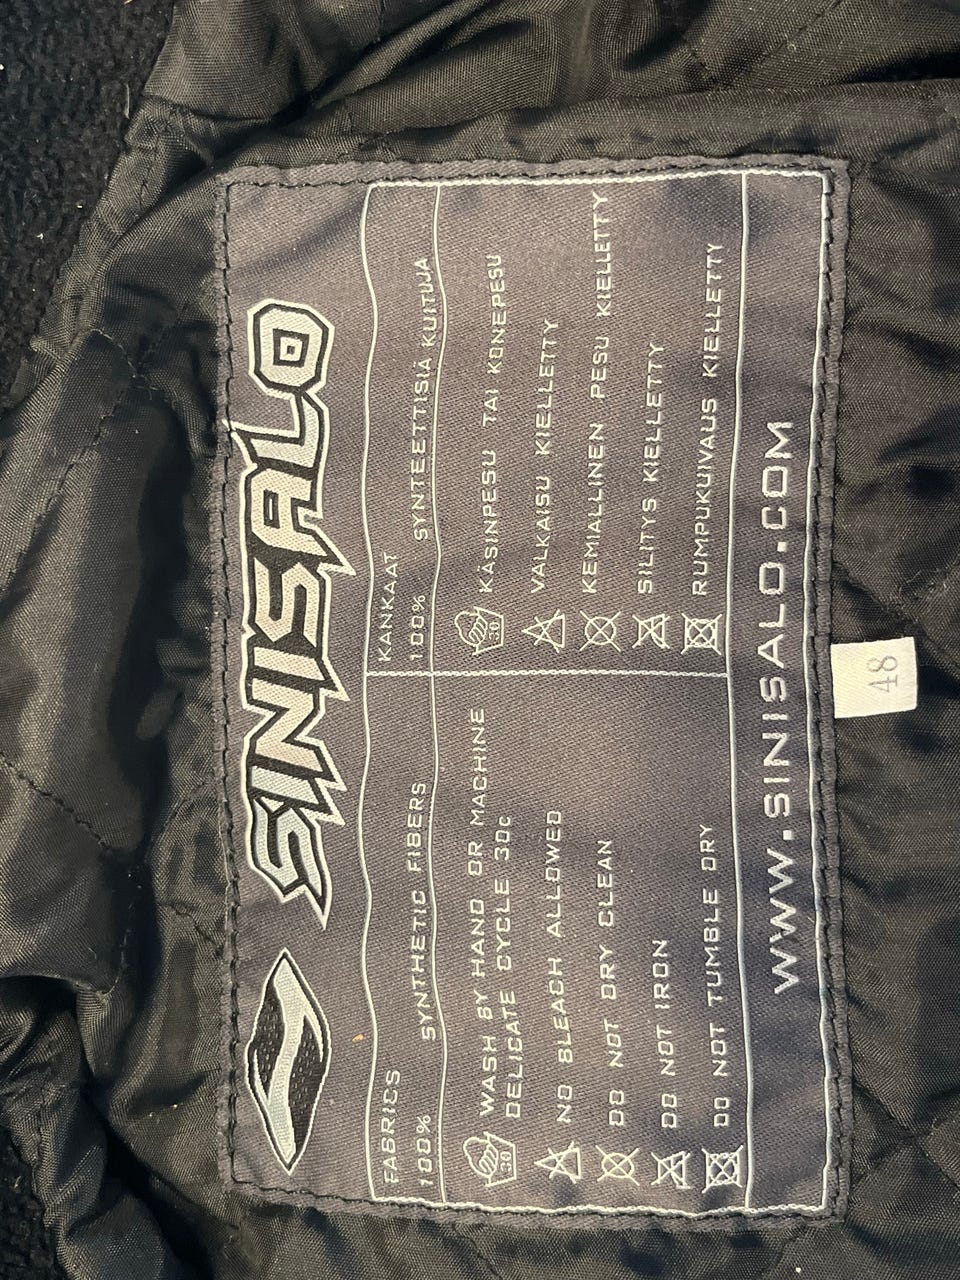 SINISALO
FABRICS
100% SYNTHETIC FIBERS
WASH BY HAND OR MACHINE
DELICATE CYCLE 30c
30
NO BLEACH ALLOWED
DO NOT DRY CLEAN
DO NOT IRON
DO NOT TUMBLE DRY
KANKAAT
100% SYNTEETTISIÄ KUITUJA
30 KÄSINPESU TAI KONEPESU
VALKAISU KIELLETTY
KEMIALLINEN PESU KIELLETTY
SILITYS KIELLETTY
RUMPUKUIVAUS KIELLETTY
WWW.SINISALO.COM
48